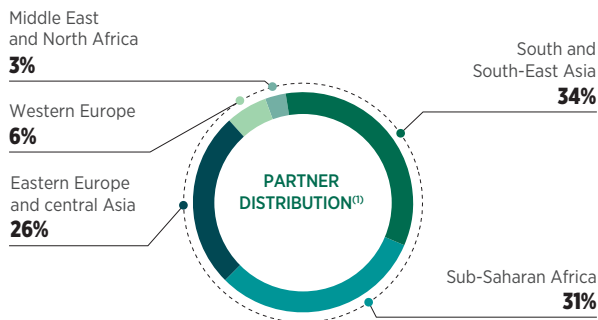 Middle East
and North Africa
3%
South and
South-East Asia
34%
Western Europe
6%
PARTNER
DISTRIBUTION(1)
Eastern Europe
and central Asia
26%
Sub-Saharan Africa
31%